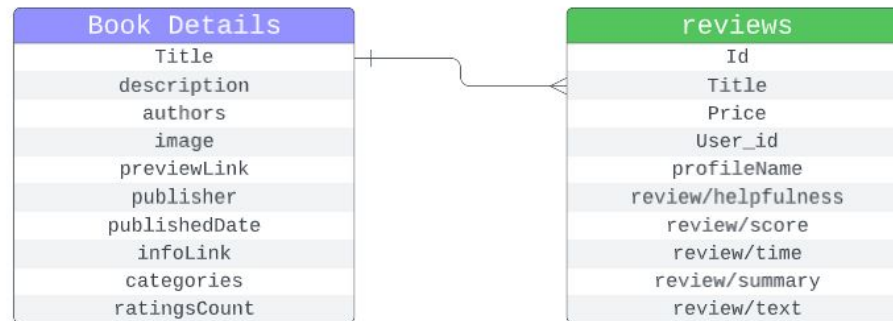 Book Details
Title
description
authors
image
previewLink
publisher
publishedDate
infoLink
categories
ratingsCount
reviews
Id
Title
Price
User_id
profileName
review/helpfulness
review/score
review/time
review/summary
review/text